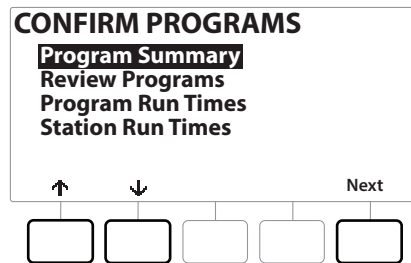 CONFIRM PROGRAMS
Program Summary
Review Programs
Program Run Times
Station Run Times
Next